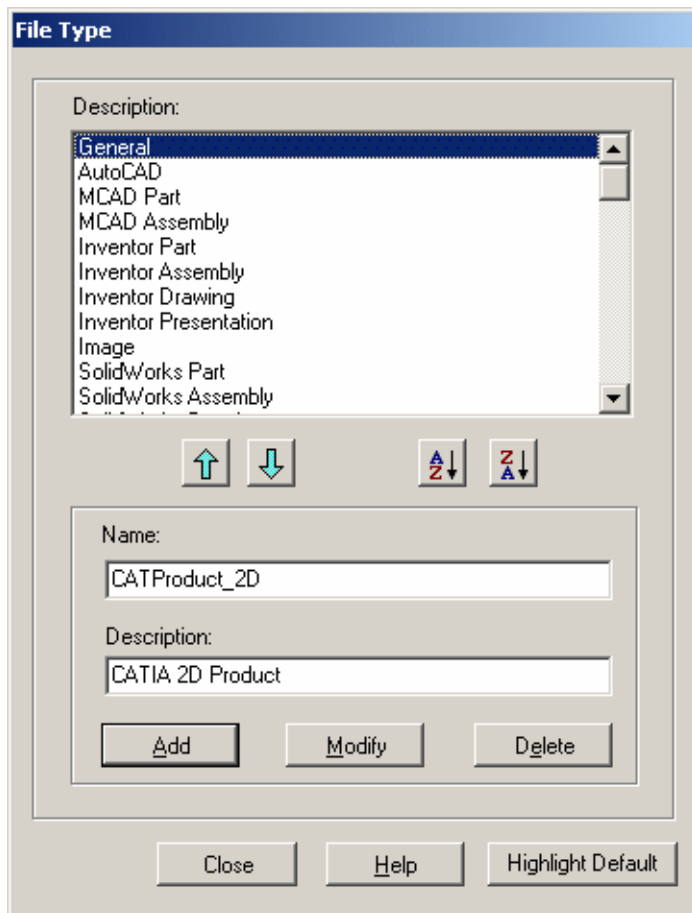 File Type
Description:
General
AutoCAD
MCAD Part
MCAD Assembly
Inventor Part
Inventor Assembly
Inventor Drawing
Inventor Presentation
Image
SolidWorks Part
SolidWorks Assembly
A Z Z A
Name:
CATProduct_2D
Description:
CATIA 2D Product
Add Modify Delete
Close Help Highlight Default